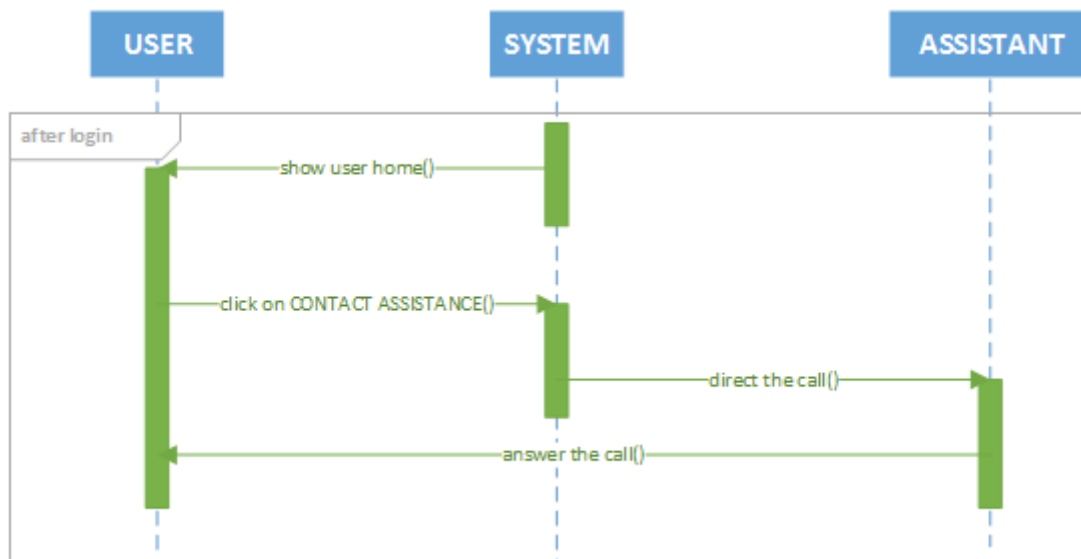 USER
SYSTEM
ASSISTANT
after login
show user home()
click on CONTACT ASSISTANCE()
direct the call()
answer the call()